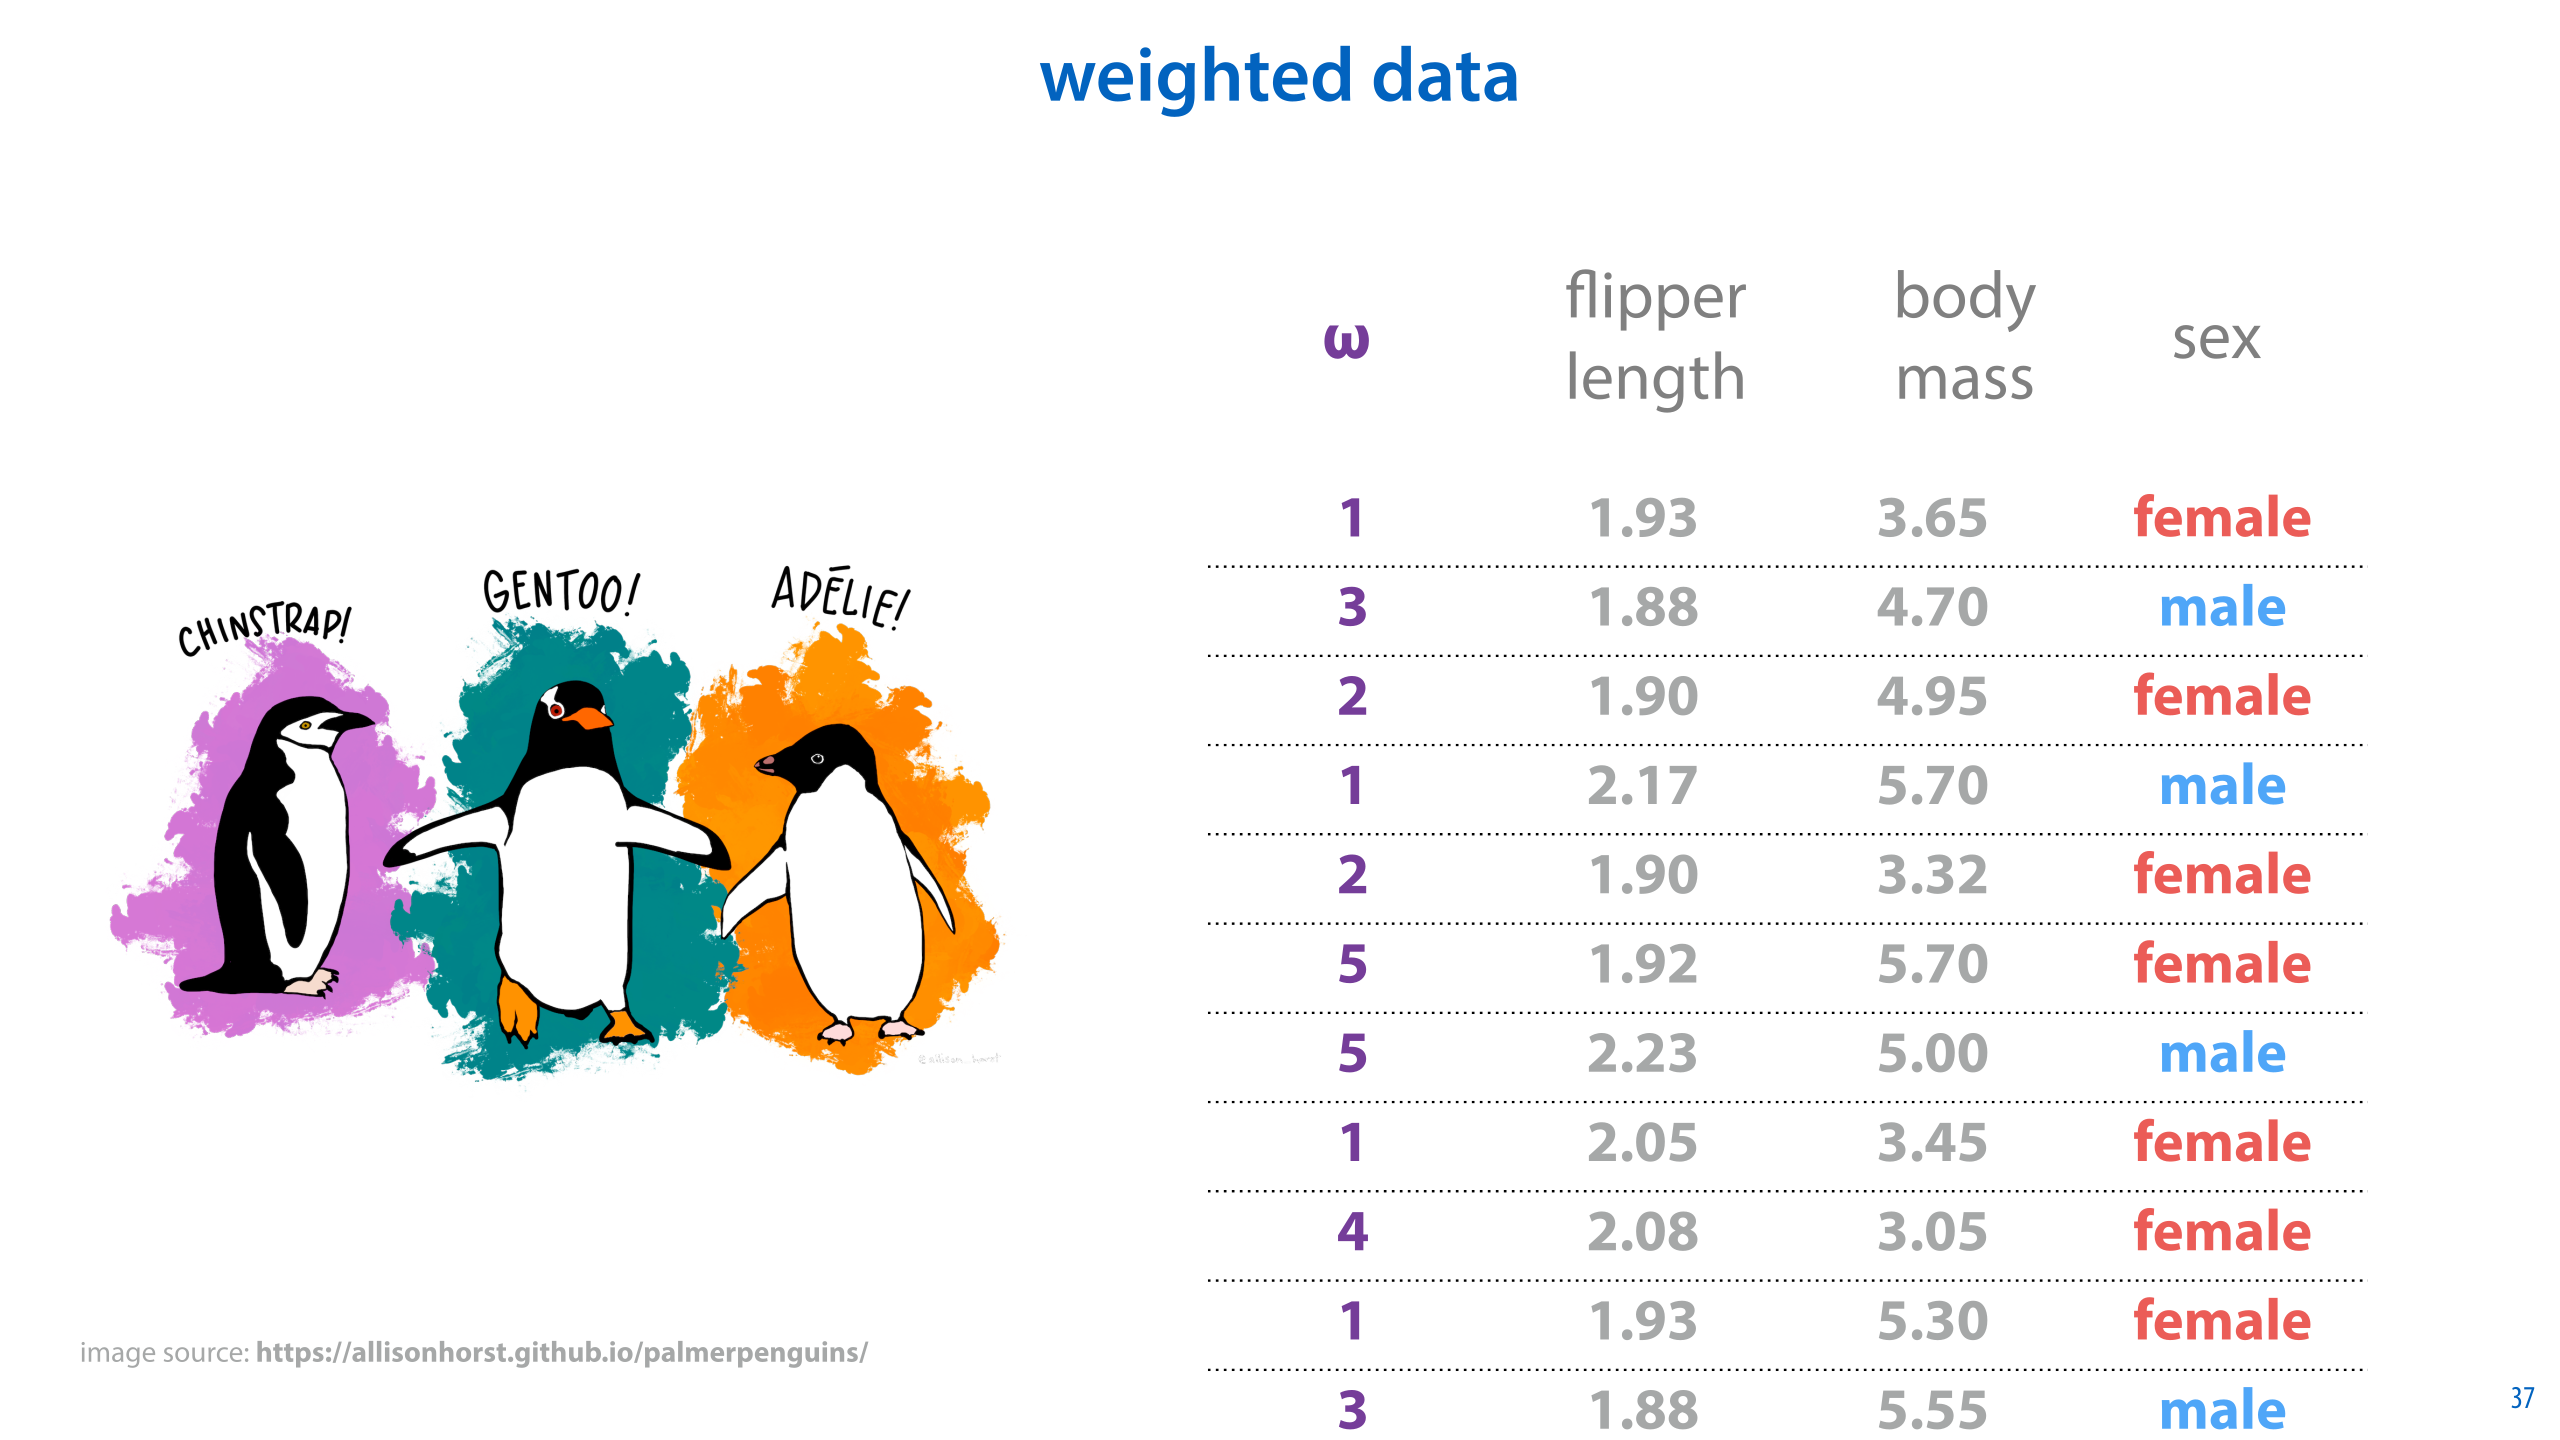 weighted data
ω flipper length body mass sex
1 1.93 3.65 female
3 1.88 4.70 male
2 1.90 4.95 female
1 2.17 5.70 male
2 1.90 3.32 female
5 1.92 5.70 female
5 2.23 5.00 male
1 2.05 3.45 female
4 2.08 3.05 female
1 1.93 5.30 female
3 1.88 5.55 male
CHINSTRAP!
GENTOO!
ADĒLIE!
@allison_horst
image source: https://allisonhorst.github.io/palmerpenguins/
37